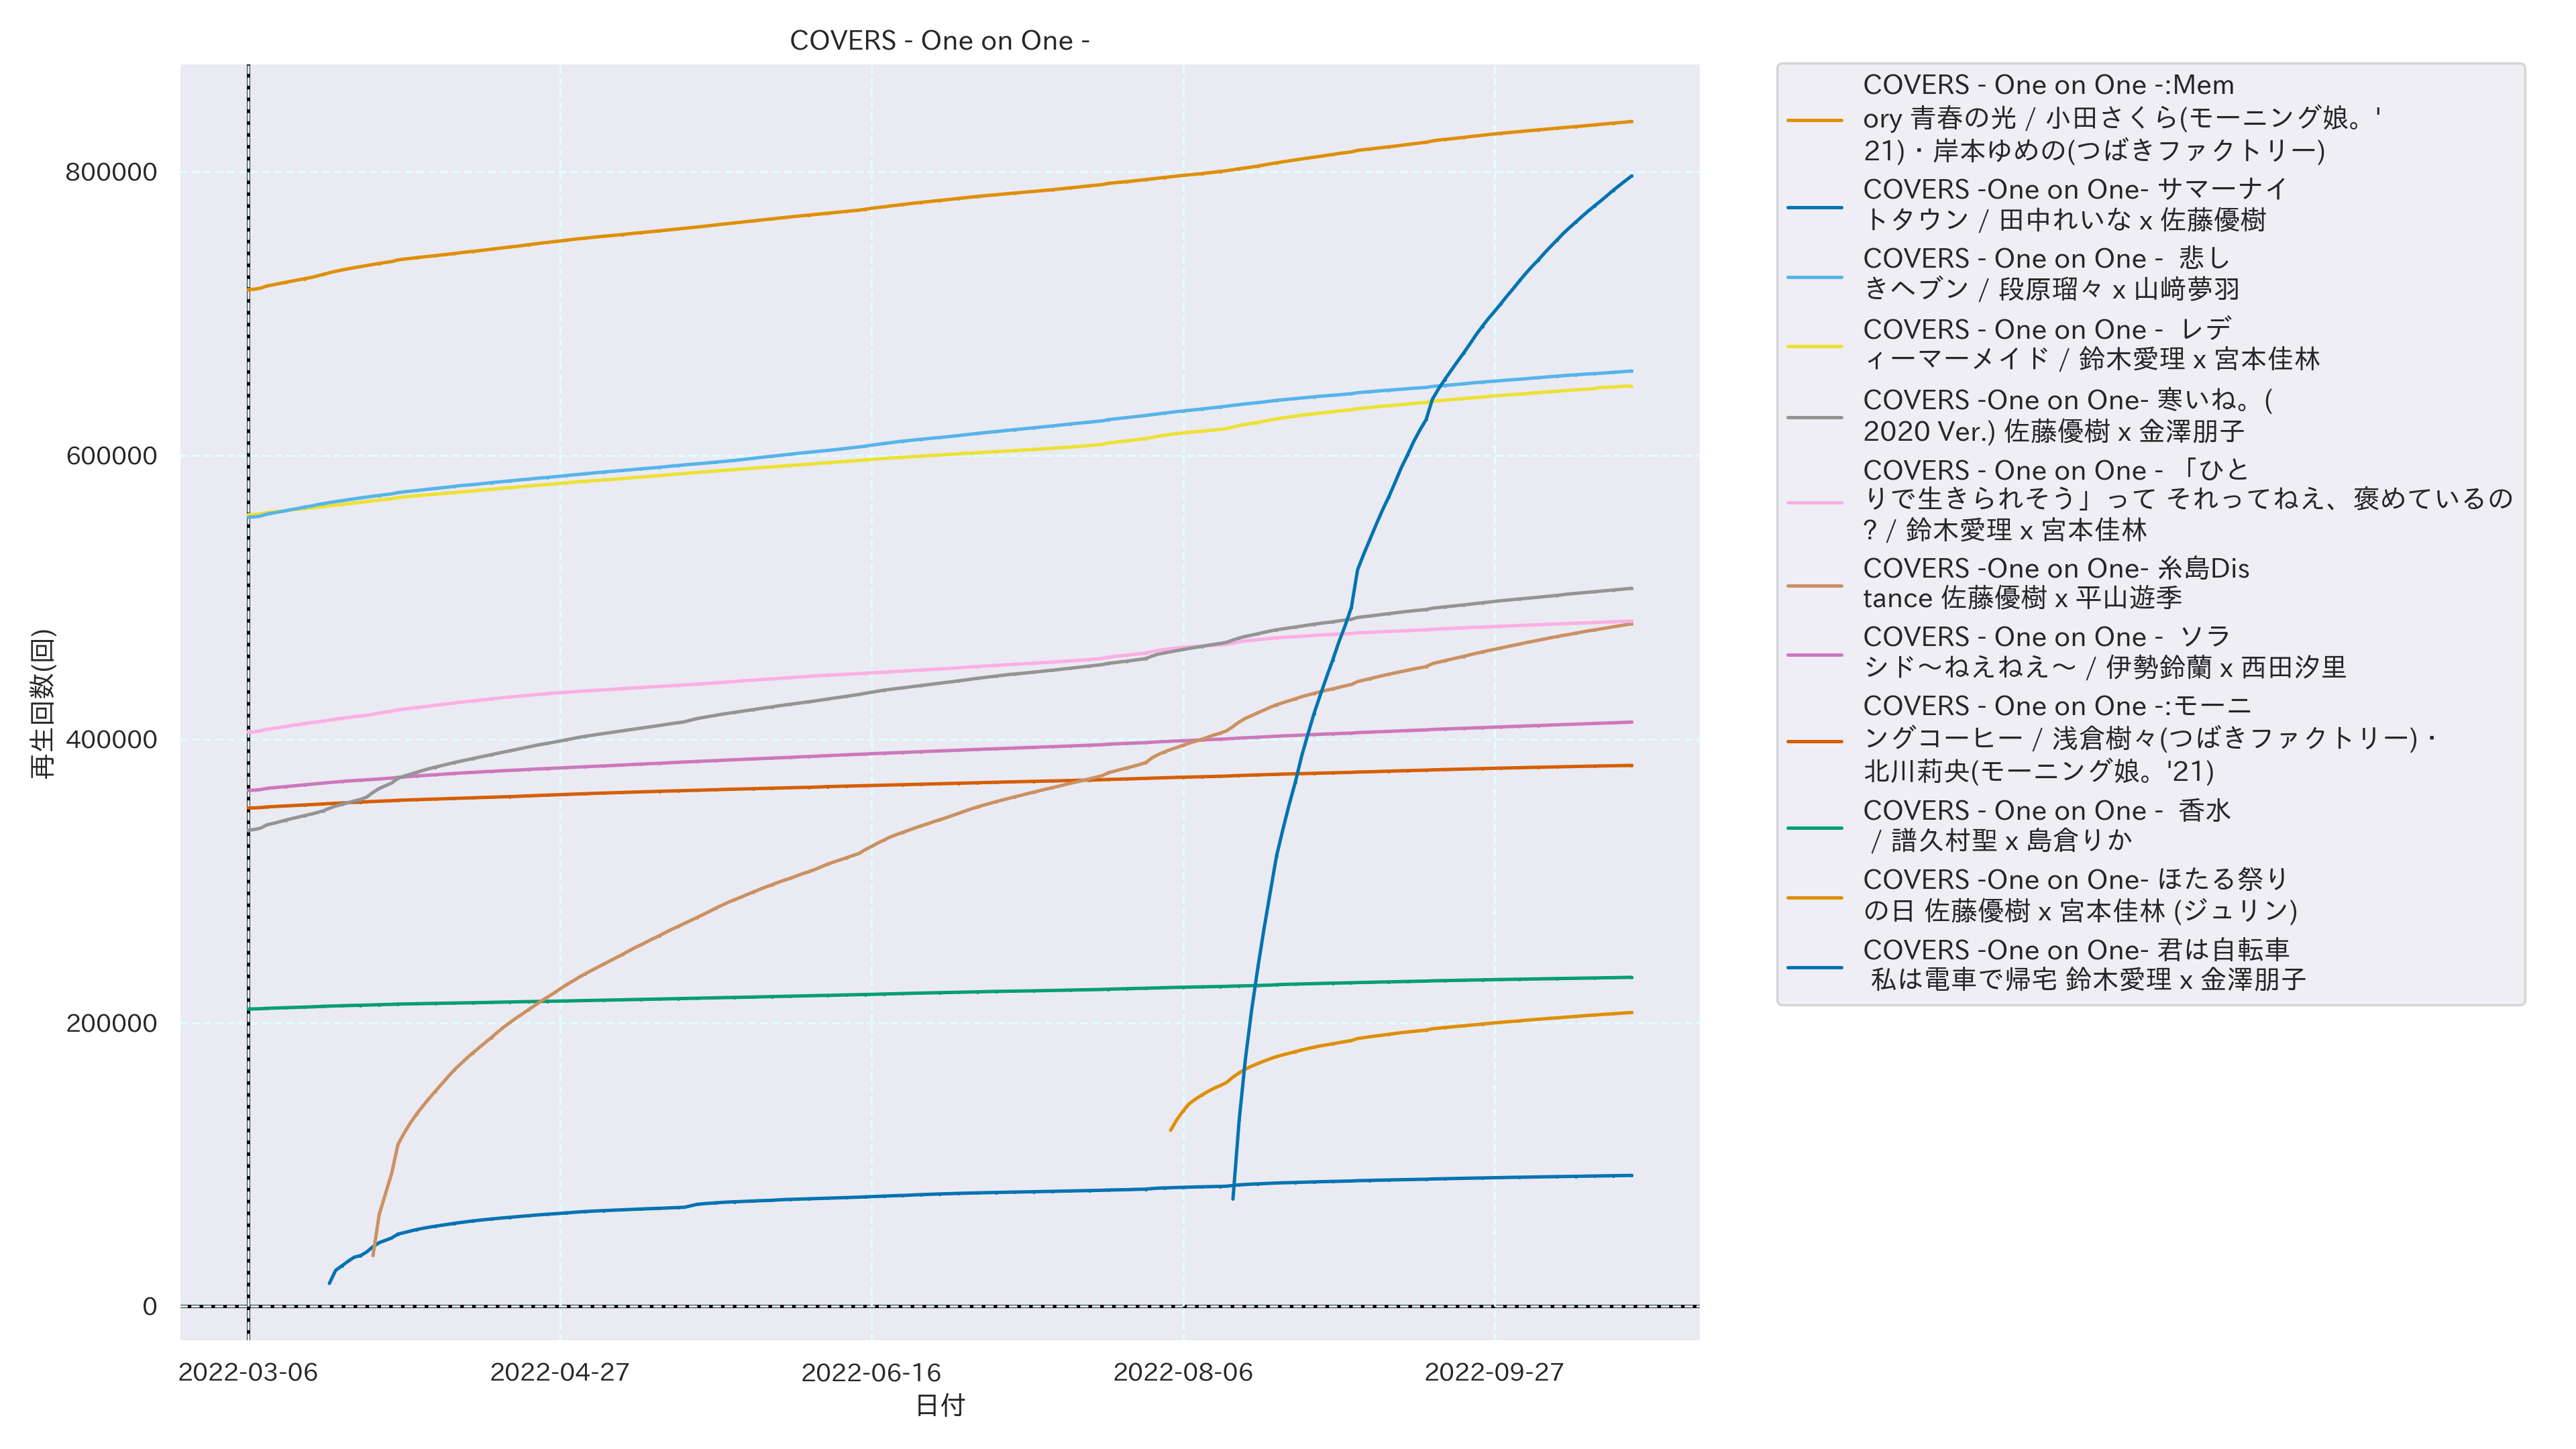 COVERS - One on One -
再生回数(回)
800000
600000
400000
200000
0
2022-03-06
2022-04-27
2022-06-16
2022-08-06
2022-09-27
日付
COVERS - One on One -:Mem
ory 青春の光 / 小田さくら(モーニング娘。'
21)・岸本ゆめの(つばきファクトリー)
COVERS -One on One- サマーナイ
トタウン / 田中れいな x 佐藤優樹
COVERS - One on One -  悲し
きヘブン / 段原瑠々 x 山﨑夢羽
COVERS - One on One -  レデ
ィーマーメイド / 鈴木愛理 x 宮本佳林
COVERS -One on One- 寒いね。(
2020 Ver.) 佐藤優樹 x 金澤朋子
COVERS - One on One - 「ひと
りで生きられそう」って それってねえ、褒めているの
? / 鈴木愛理 x 宮本佳林
COVERS -One on One- 糸島Dis
tance 佐藤優樹 x 平山遊季
COVERS - One on One -  ソラ
シド〜ねえねえ〜 / 伊勢鈴蘭 x 西田汐里
COVERS - One on One -:モーニ
ングコーヒー / 浅倉樹々(つばきファクトリー)・
北川莉央(モーニング娘。'21)
COVERS - One on One -  香水
/ 譜久村聖 x 島倉りか
COVERS -One on One- ほたる祭り
の日 佐藤優樹 x 宮本佳林 (ジュリン)
COVERS -One on One- 君は自転車
私は電車で帰宅 鈴木愛理 x 金澤朋子